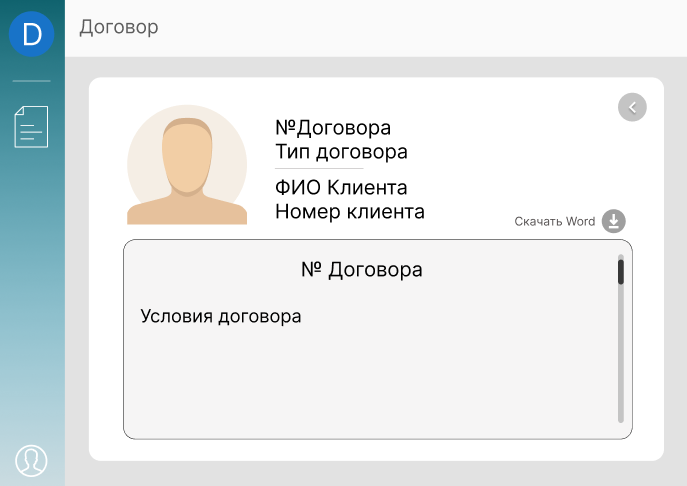 D
Договор
№Договора
Тип договора
ФИО Клиента
Номер клиента
Скачать Word
№ Договора
Условия договора